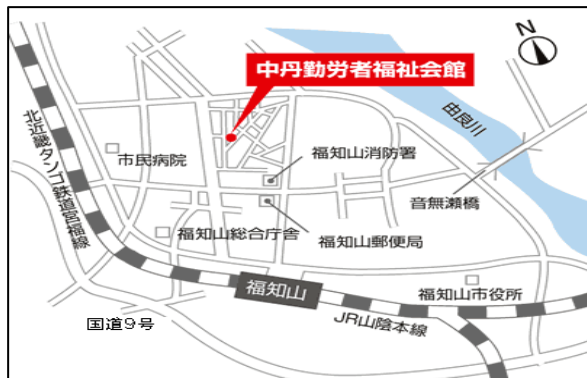 N
中丹勤労者福祉会館
由良川
北近畿タンゴ鉄道宮福線
市民病院
福知山消防署
音無瀬橋
福知山総合庁舎
福知山郵便局
福知山
福知山市役所
JR山陰本線
国道9号